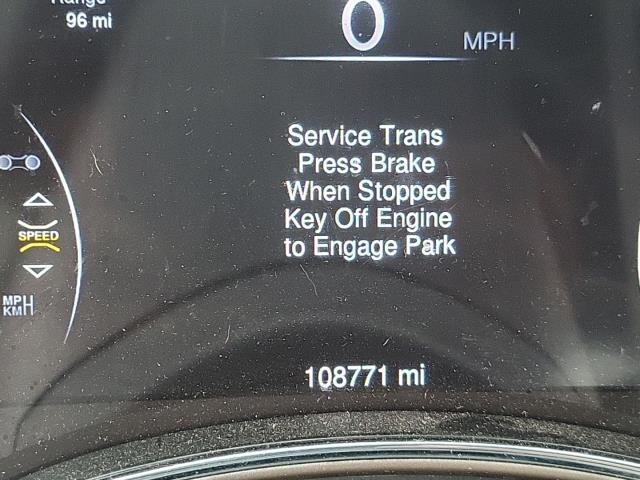 Range
96 mi
0
MPH
Service Trans
Press Brake
When Stopped
Key Off Engine
to Engage Park
SPEED
MPH
KM
108771 mi